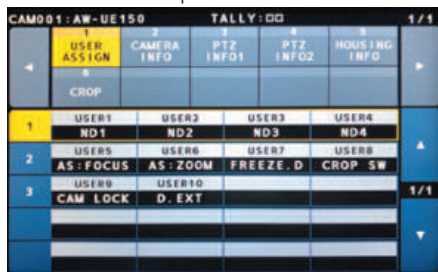 CAM001:AW-UE150 TALLY:□□ 1/1
1 2 3 4 5
USER ASSIGN CAMERA INFO PTZ INFO1 PTZ INFO2 HOUSING INFO
6
CROP
1 USER1 USER2 USER3 USER4
ND1 ND2 ND3 ND4
2 USER5 USER6 USER7 USER8
AS:FOCUS AS:ZOOM FREEZE.D CROP SW
1/1
3 USER9 USER10
CAM LOCK D.EXT